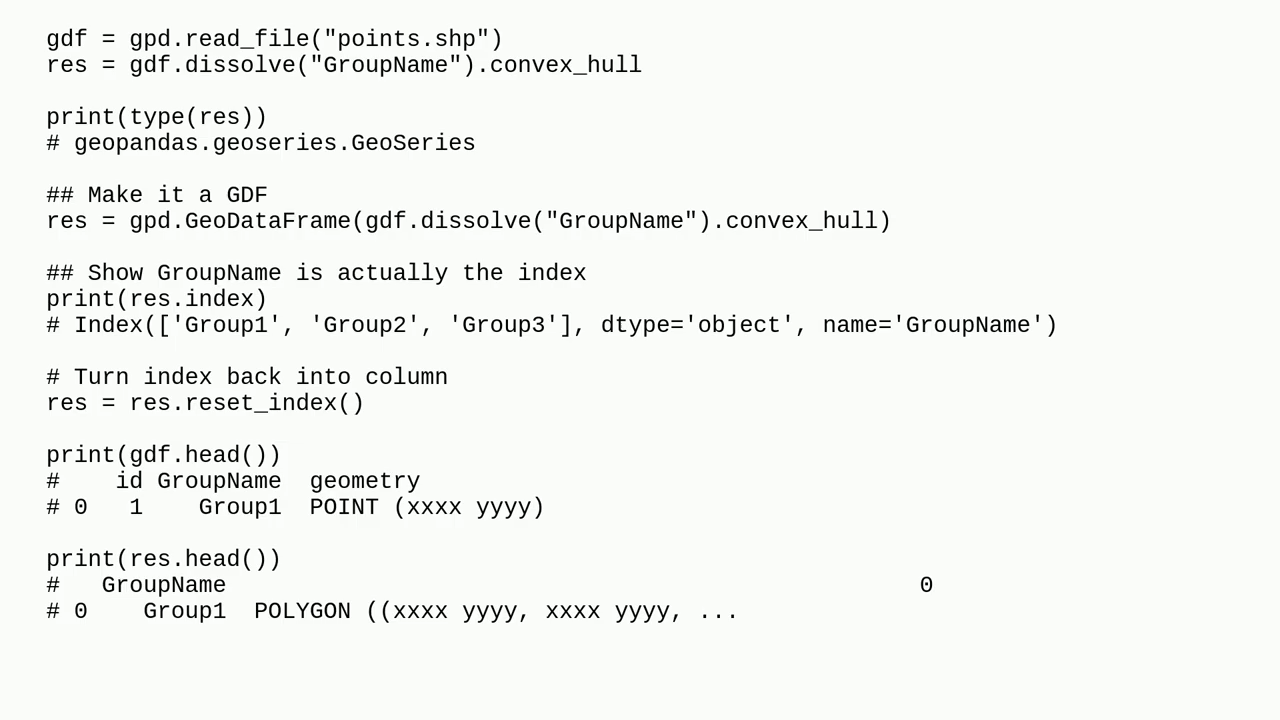 gdf = gpd.read_file("points.shp")
res = gdf.dissolve("GroupName").convex_hull
print(type(res))
# geopandas.geoseries.GeoSeries
## Make it a GDF
res = gpd.GeoDataFrame(gdf.dissolve("GroupName").convex_hull)
## Show GroupName is actually the index
print(res.index)
# Index(['Group1', 'Group2', 'Group3'], dtype='object', name='GroupName')
# Turn index back into column
res = res.reset_index()
print(gdf.head())
#    id GroupName  geometry
# 0   1    Group1  POINT (xxxx yyyy)
print(res.head())
#   GroupName                                                  0
# 0    Group1  POLYGON ((xxxx yyyy, xxxx yyyy, ...